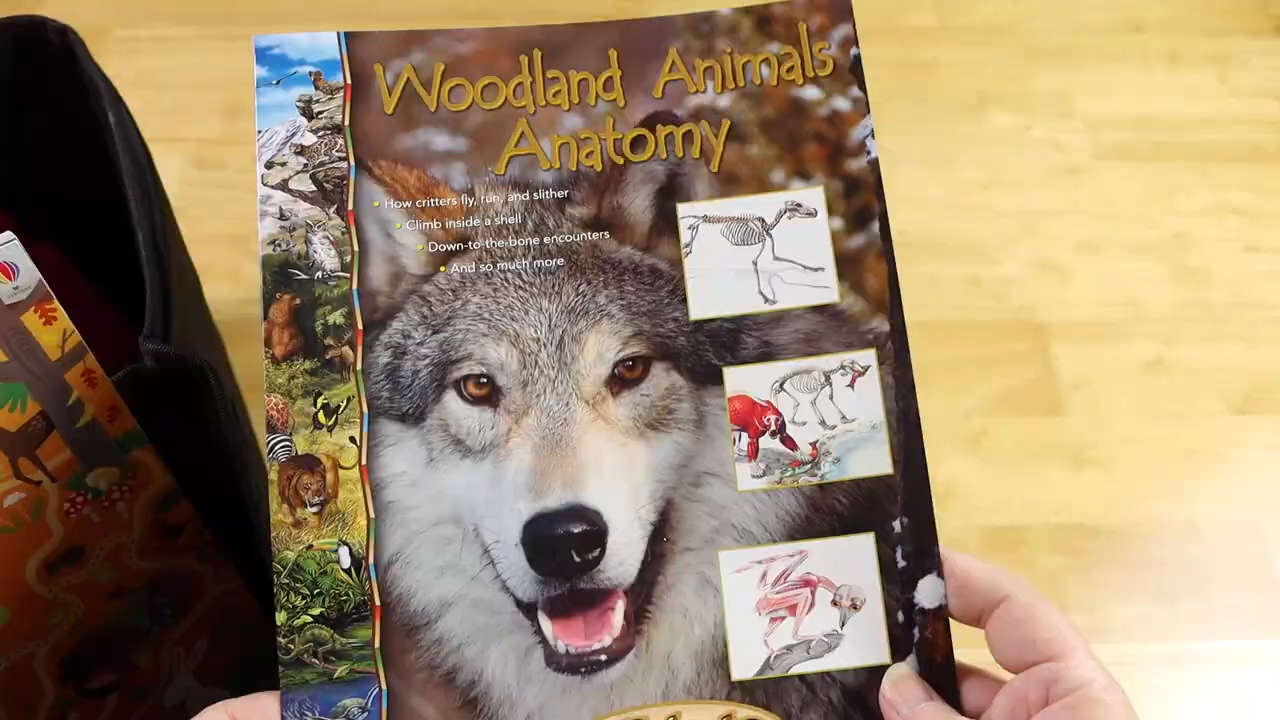 Woodland Animals
Anatomy
• How critters fly, run, and slither
• Climb inside a shell
• Down-to-the-bone encounters
• And so much more